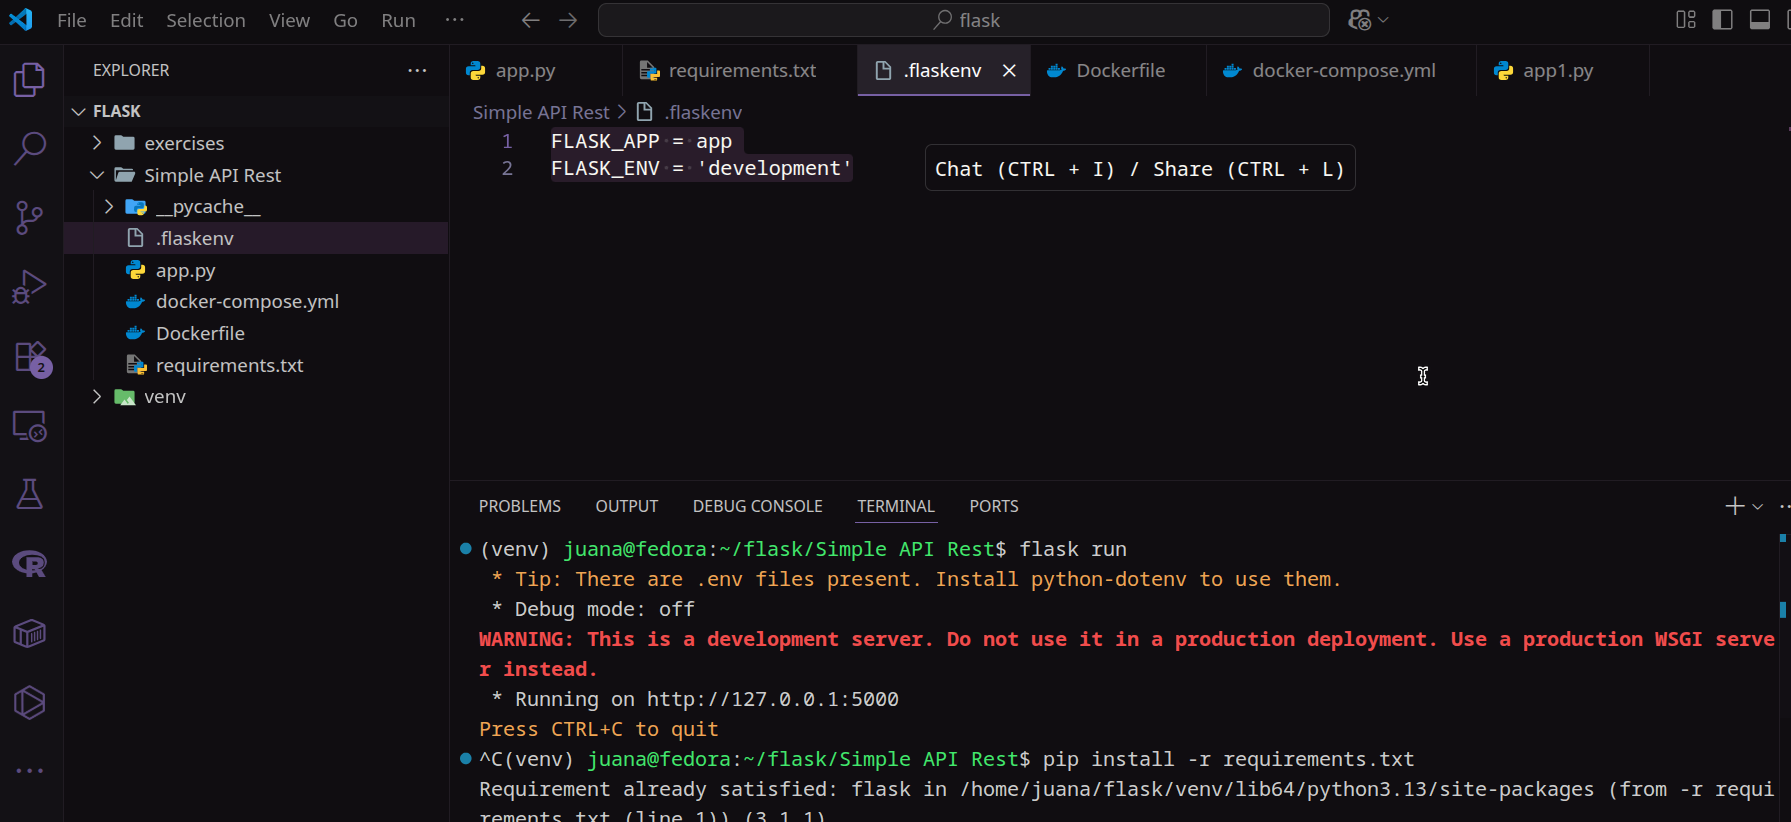 File Edit Selection View Go Run ···
flask
EXPLORER ···
FLASK
exercises
Simple API Rest
__pycache__
.flaskenv
app.py
docker-compose.yml
Dockerfile
requirements.txt
venv
2
R
app.py requirements.txt .flaskenv Dockerfile docker-compose.yml app1.py
Simple API Rest > .flaskenv
1 FLASK_APP = app
2 FLASK_ENV = 'development'
Chat (CTRL + I) / Share (CTRL + L)
PROBLEMS OUTPUT DEBUG CONSOLE TERMINAL PORTS
(venv) juana@fedora:~/flask/Simple API Rest$ flask run
* Tip: There are .env files present. Install python-dotenv to use them.
* Debug mode: off
WARNING: This is a development server. Do not use it in a production deployment. Use a production WSGI serve
r instead.
* Running on http://127.0.0.1:5000
Press CTRL+C to quit
^C(venv) juana@fedora:~/flask/Simple API Rest$ pip install -r requirements.txt
Requirement already satisfied: flask in /home/juana/flask/venv/lib64/python3.13/site-packages (from -r requi
rements.txt (line 1)) (3.1.1)